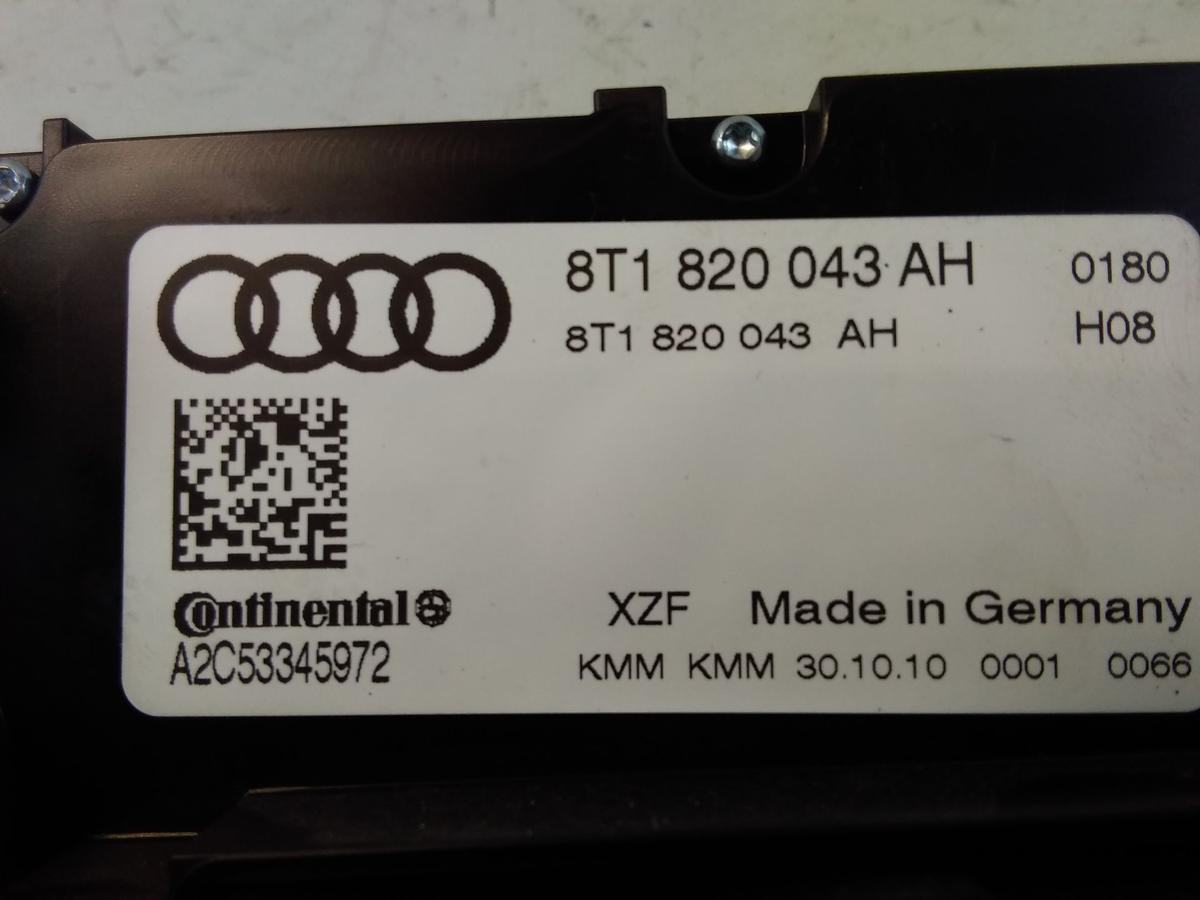 8T1 820 043 AH 0180
8T1 820 043 AH H08
Continental
A2C53345972
XZF Made in Germany
KMM KMM 30.10.10 0001 0066